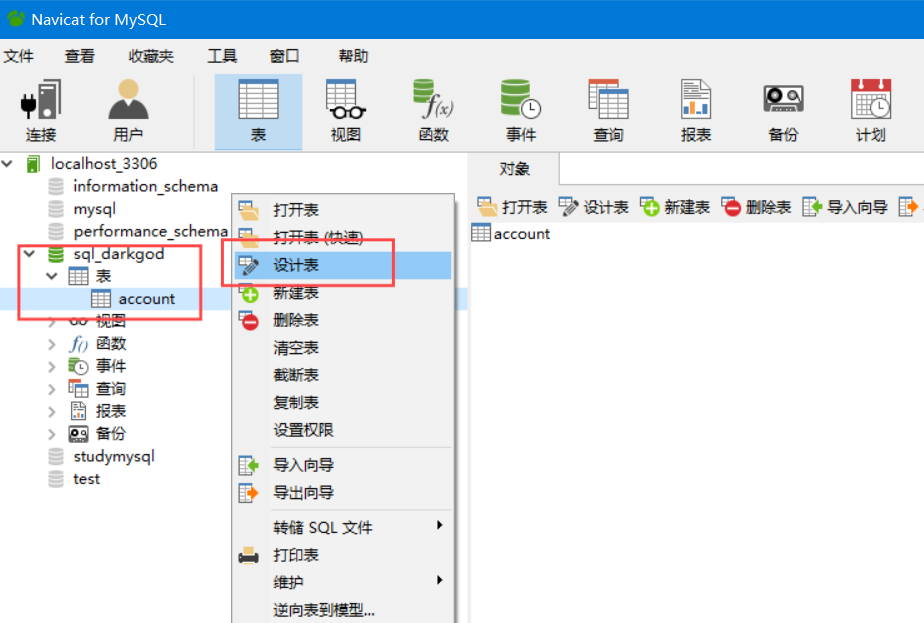 Navicat for MySQL
文件 查看 收藏夹 工具 窗口 帮助
连接 用户 表 视图 函数 事件 查询 报表 备份 计划
localhost_3306
information_schema
mysql
performance_schema
sql_darkgod
表
account
视图
函数
事件
查询
报表
备份
studymysql
test
打开表
打开表 (快速)
设计表
新建表
删除表
清空表
截断表
复制表
设置权限
导入向导
导出向导
转储 SQL 文件
打印表
维护
逆向表到模型...
对象
打开表 设计表 新建表 删除表 导入向导
account